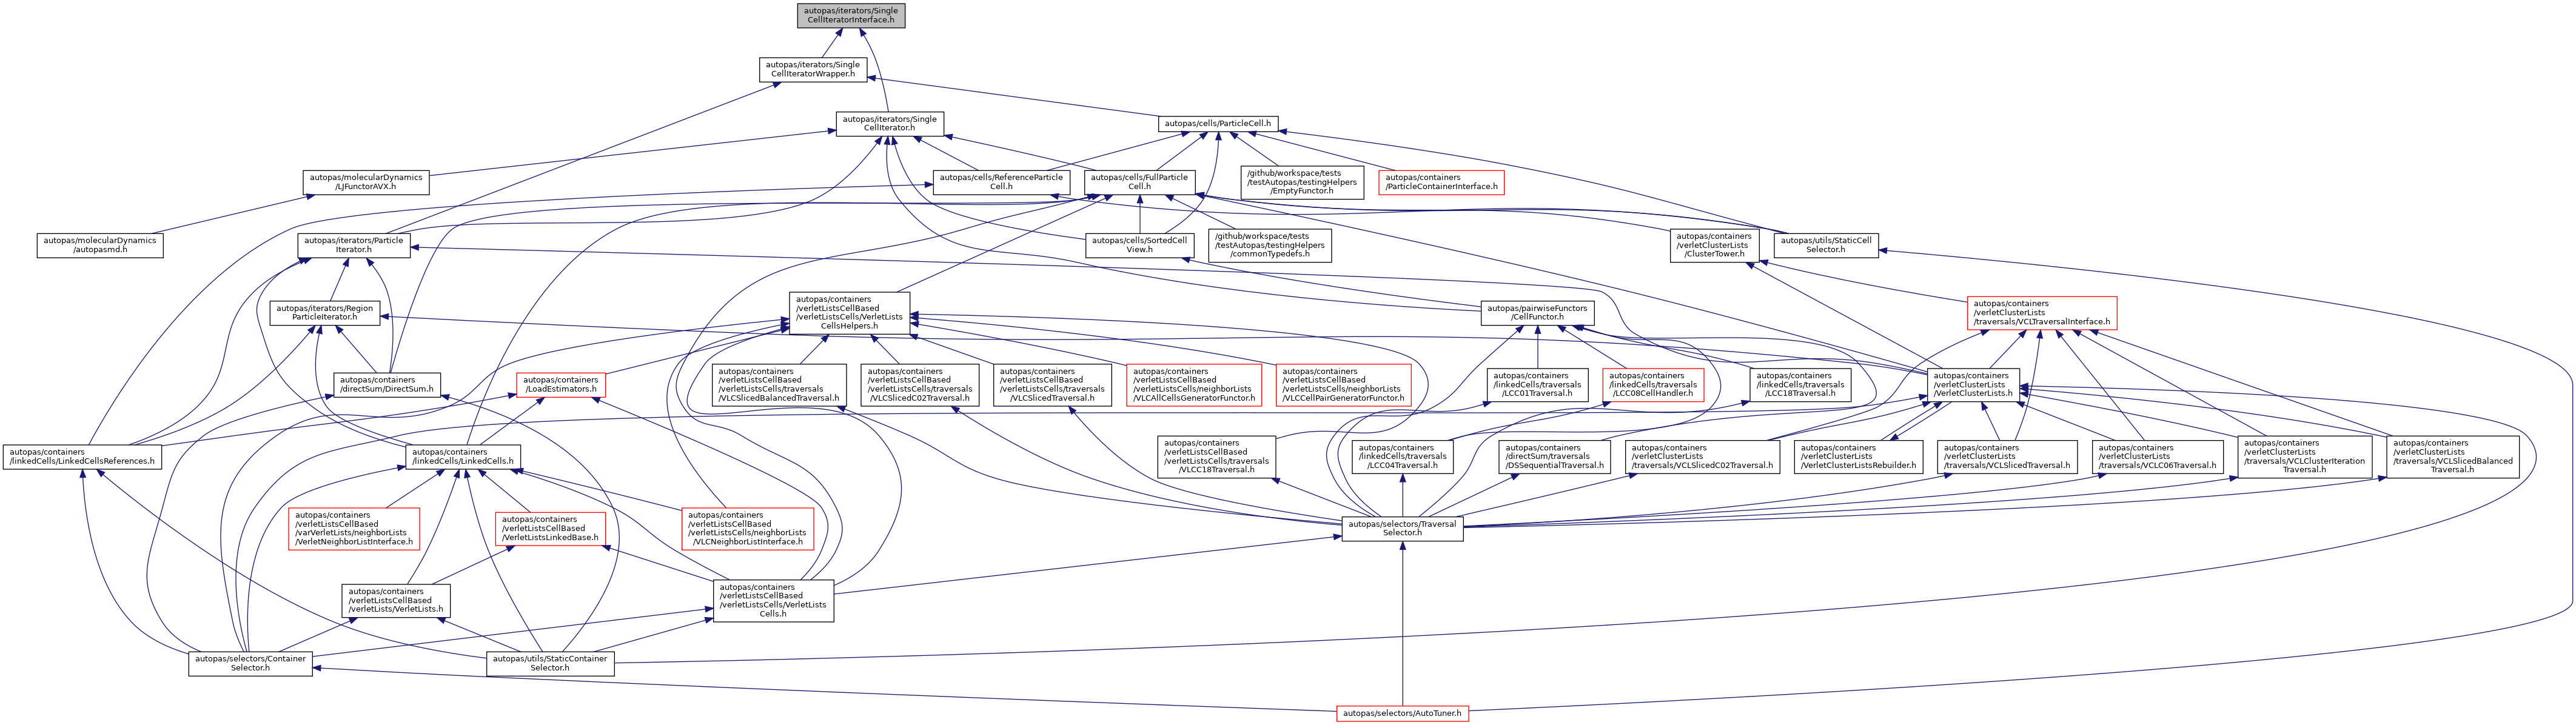 autopas/iterators/Single
CellIteratorInterface.h
autopas/iterators/Single
CellIteratorWrapper.h
autopas/iterators/Single
CellIterator.h
autopas/cells/ParticleCell.h
autopas/molecularDynamics
/LJFunctorAVX.h
autopas/cells/ReferenceParticle
Cell.h
autopas/cells/FullParticle
Cell.h
/github/workspace/tests
/testAutopas/testingHelpers
/EmptyFunctor.h
autopas/containers
/ParticleContainerInterface.h
autopas/molecularDynamics
/autopasmd.h
autopas/iterators/Particle
Iterator.h
autopas/cells/SortedCell
View.h
/github/workspace/tests
/testAutopas/testingHelpers
/commonTypedefs.h
autopas/containers
/verletClusterLists
/ClusterTower.h
autopas/utils/StaticCell
Selector.h
autopas/iterators/Region
ParticleIterator.h
autopas/containers
/verletListsCellBased
/verletListsCells/VerletLists
CellsHelpers.h
autopas/pairwiseFunctors
/CellFunctor.h
autopas/containers
/verletClusterLists
/traversals/VCLTraversalInterface.h
autopas/containers
/directSum/DirectSum.h
autopas/containers
/LoadEstimators.h
autopas/containers
/verletListsCellBased
/verletListsCells/traversals
/VLCSlicedBalancedTraversal.h
autopas/containers
/verletListsCellBased
/verletListsCells/traversals
/VLCSlicedC02Traversal.h
autopas/containers
/verletListsCellBased
/verletListsCells/traversals
/VLCSlicedTraversal.h
autopas/containers
/verletListsCellBased
/verletListsCells/neighborLists
/VLCAllCellsGeneratorFunctor.h
autopas/containers
/verletListsCellBased
/verletListsCells/neighborLists
/VLCCellPairGeneratorFunctor.h
autopas/containers
/linkedCells/traversals
/LCC01Traversal.h
autopas/containers
/linkedCells/traversals
/LCC08CellHandler.h
autopas/containers
/linkedCells/traversals
/LCC18Traversal.h
autopas/containers
/verletClusterLists
/VerletClusterLists.h
autopas/containers
/linkedCells/LinkedCellsReferences.h
autopas/containers
/linkedCells/LinkedCells.h
autopas/containers
/verletListsCellBased
/verletListsCells/traversals
/VLCC18Traversal.h
autopas/containers
/linkedCells/traversals
/LCC04Traversal.h
autopas/containers
/directSum/traversals
/DSSequentialTraversal.h
autopas/containers
/verletClusterLists
/traversals/VCLSlicedC02Traversal.h
autopas/containers
/verletClusterLists
/VerletClusterListsRebuilder.h
autopas/containers
/verletClusterLists
/traversals/VCLSlicedTraversal.h
autopas/containers
/verletClusterLists
/traversals/VCLC06Traversal.h
autopas/containers
/verletClusterLists
/traversals/VCLClusterIteration
Traversal.h
autopas/containers
/verletClusterLists
/traversals/VCLSlicedBalanced
Traversal.h
autopas/containers
/verletListsCellBased
/varVerletLists/neighborLists
/VerletNeighborListInterface.h
autopas/containers
/verletListsCellBased
/VerletListsLinkedBase.h
autopas/containers
/verletListsCellBased
/verletListsCells/neighborLists
/VLCNeighborListInterface.h
autopas/selectors/Traversal
Selector.h
autopas/containers
/verletListsCellBased
/verletLists/VerletLists.h
autopas/containers
/verletListsCellBased
/verletListsCells/VerletLists
Cells.h
autopas/selectors/Container
Selector.h
autopas/utils/StaticContainer
Selector.h
autopas/selectors/AutoTuner.h